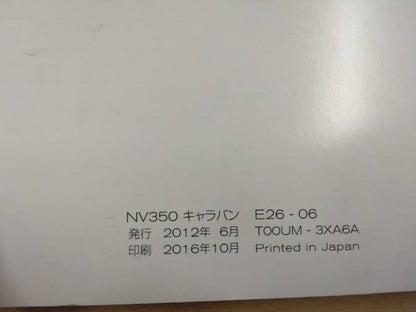 NV350 キャラバン E26 - 06
発行 2012年 6月 T00UM - 3XA6A
印刷 2016年10月 Printed in Japan